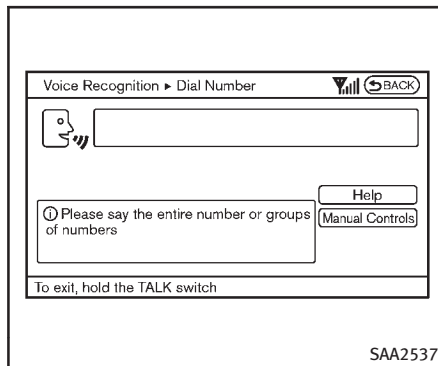 Voice Recognition ▸ Dial Number
BACK
Help
Manual Controls
ⓘ Please say the entire number or groups
of numbers
To exit, hold the TALK switch
SAA2537